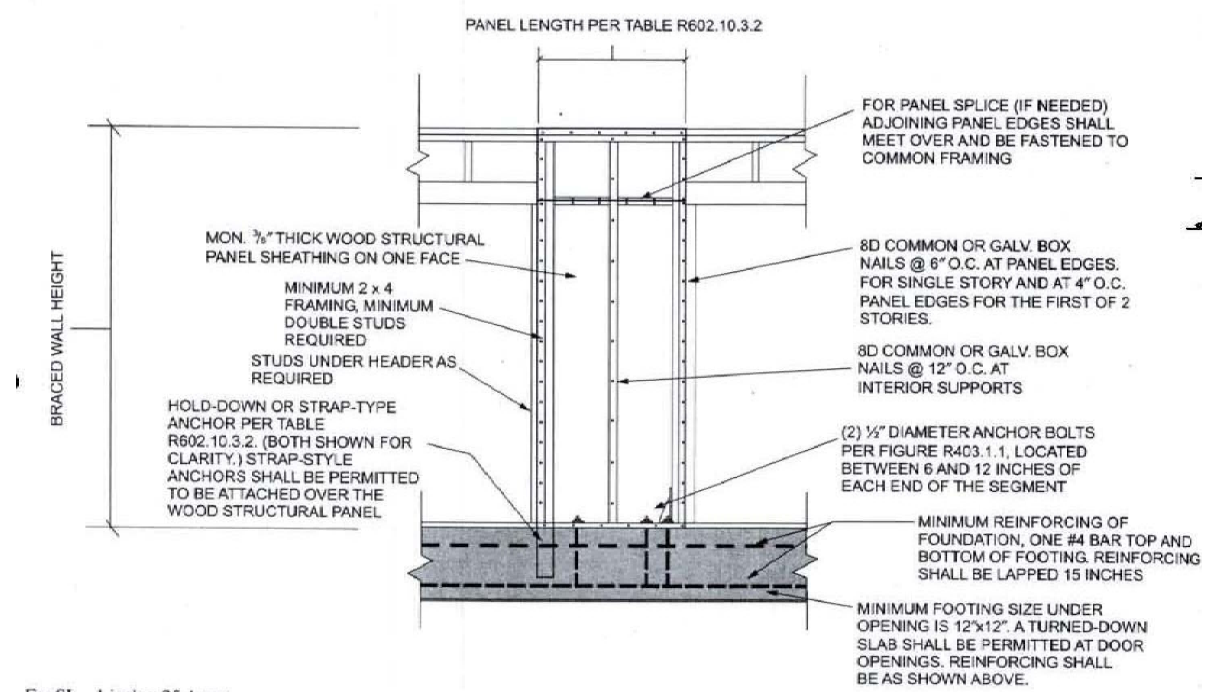 PANEL LENGTH PER TABLE R602.10.3.2
FOR PANEL SPLICE (IF NEEDED)
ADJOINING PANEL EDGES SHALL
MEET OVER AND BE FASTENED TO
COMMON FRAMING
MON. ⅜" THICK WOOD STRUCTURAL
PANEL SHEATHING ON ONE FACE
MINIMUM 2 x 4
FRAMING, MINIMUM
DOUBLE STUDS
REQUIRED
STUDS UNDER HEADER AS
REQUIRED
HOLD-DOWN OR STRAP-TYPE
ANCHOR PER TABLE
R602.10.3.2. (BOTH SHOWN FOR
CLARITY.) STRAP-STYLE
ANCHORS SHALL BE PERMITTED
TO BE ATTACHED OVER THE
WOOD STRUCTURAL PANEL
BRACED WALL HEIGHT
8D COMMON OR GALV. BOX
NAILS @ 6" O.C. AT PANEL EDGES.
FOR SINGLE STORY AND AT 4" O.C.
PANEL EDGES FOR THE FIRST OF 2
STORIES.
8D COMMON OR GALV. BOX
NAILS @ 12" O.C. AT
INTERIOR SUPPORTS
(2) ½" DIAMETER ANCHOR BOLTS
PER FIGURE R403.1.1, LOCATED
BETWEEN 6 AND 12 INCHES OF
EACH END OF THE SEGMENT
MINIMUM REINFORCING OF
FOUNDATION, ONE #4 BAR TOP AND
BOTTOM OF FOOTING. REINFORCING
SHALL BE LAPPED 15 INCHES
MINIMUM FOOTING SIZE UNDER
OPENING IS 12"x12". A TURNED-DOWN
SLAB SHALL BE PERMITTED AT DOOR
OPENINGS. REINFORCING SHALL
BE AS SHOWN ABOVE.